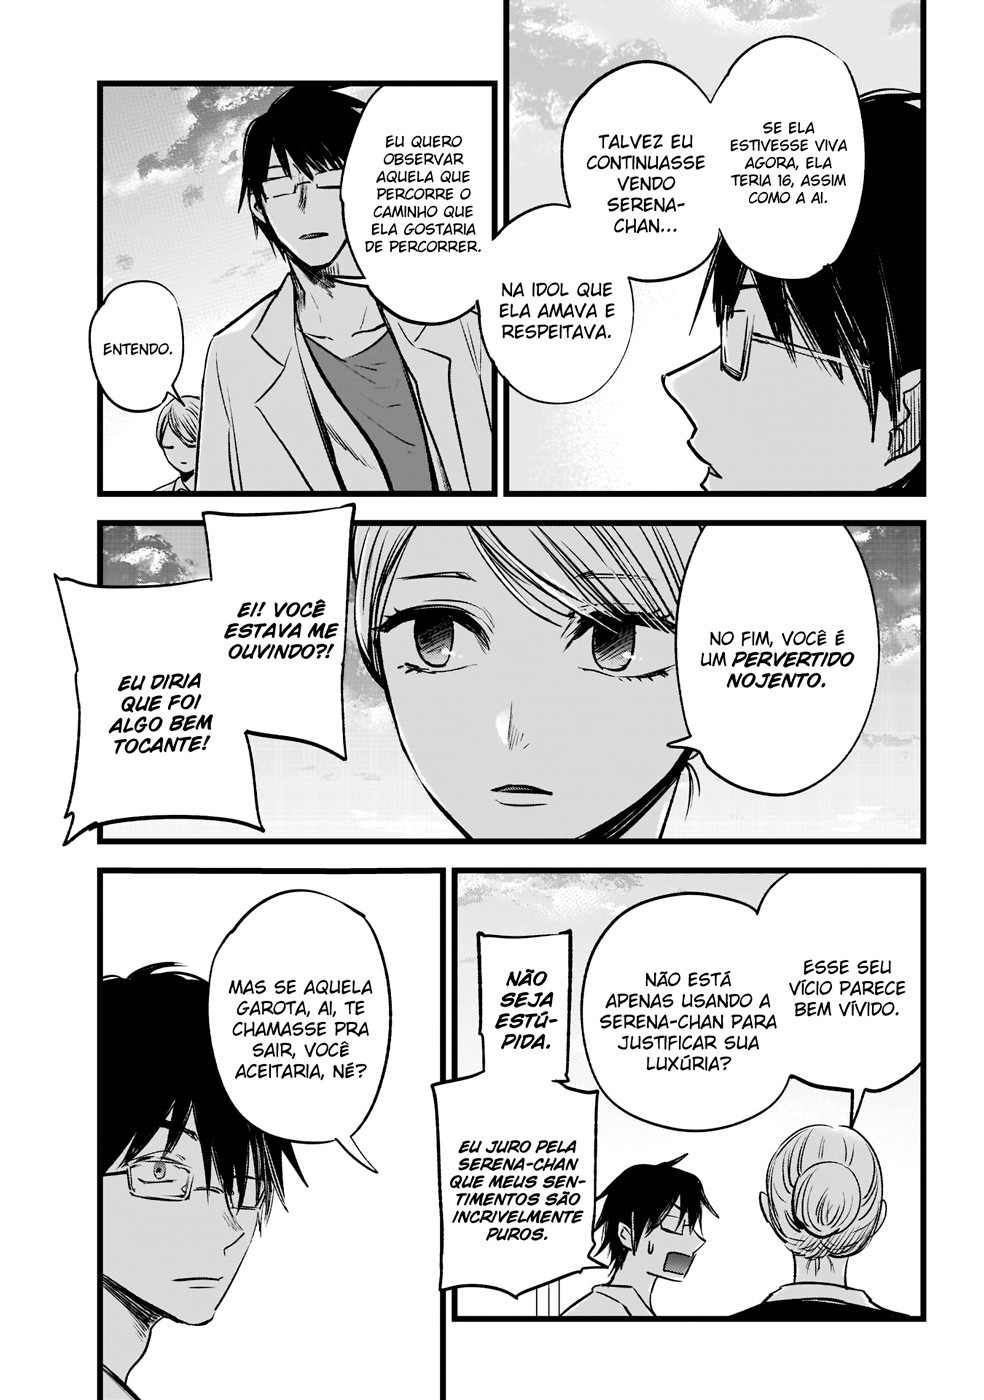 SE ELA
ESTIVESSE VIVA
AGORA, ELA
TERIA 16, ASSIM
COMO A AI.
TALVEZ EU
CONTINUASSE
VENDO
SERENA-
CHAN...
NA IDOL QUE
ELA AMAVA E
RESPEITAVA.
EU QUERO
OBSERVAR
AQUELA QUE
PERCORRE O
CAMINHO QUE
ELA GOSTARIA
DE PERCORRER.
ENTENDO.
NO FIM, VOCÊ É
UM PERVERTIDO
NOJENTO.
EI! VOCÊ
ESTAVA ME
OUVINDO?!
EU DIRIA
QUE FOI
ALGO BEM
TOCANTE!
ESSE SEU
VÍCIO PARECE
BEM VÍVIDO.
NÃO ESTÁ
APENAS USANDO A
SERENA-CHAN PARA
JUSTIFICAR SUA
LUXÚRIA?
NÃO
SEJA
ESTÚ-
PIDA.
EU JURO PELA
SERENA-CHAN
QUE MEUS SEN-
TIMENTOS SÃO
INCRIVELMENTE
PUROS.
MAS SE AQUELA
GAROTA, AI, TE
CHAMASSE PRA
SAIR, VOCÊ
ACEITARIA, NÉ?